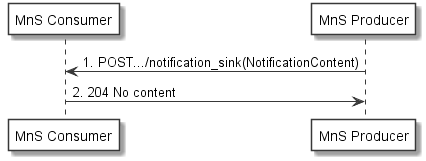 MnS Consumer
MnS Producer
1. POST.../notification_sink(NotificationContent)
2. 204 No content
MnS Consumer
MnS Producer